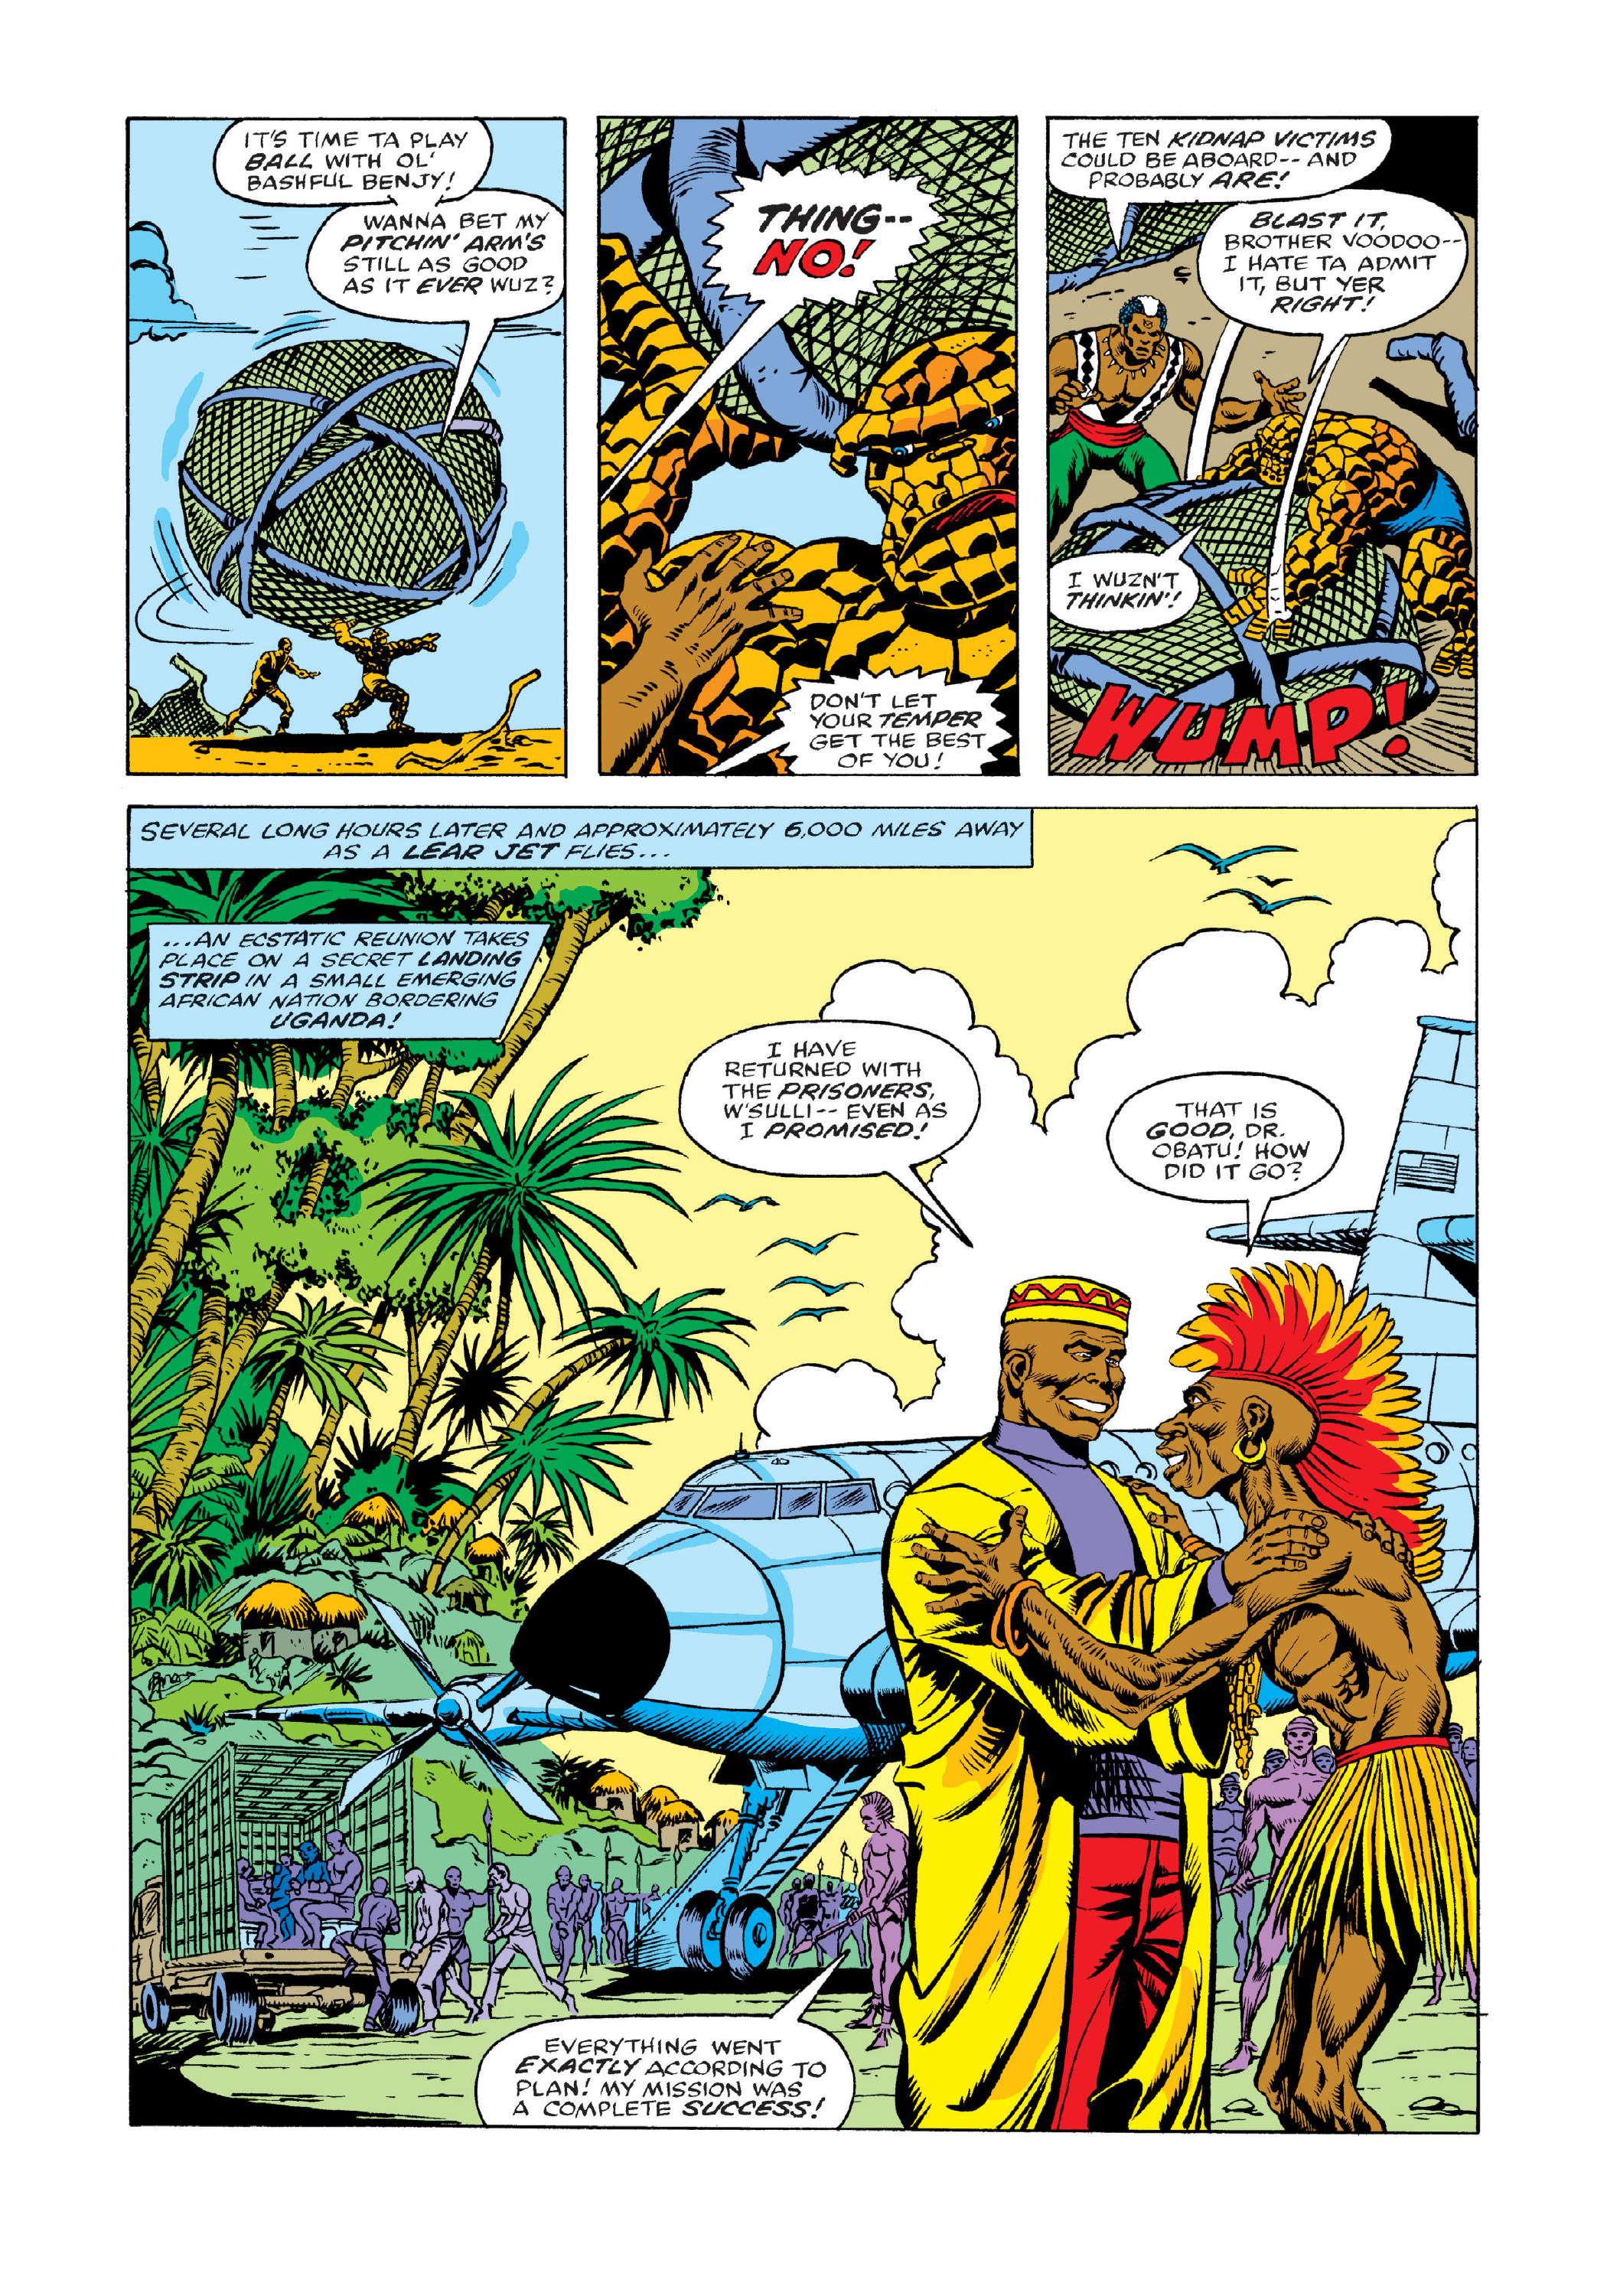 IT'S TIME TA PLAY
BALL WITH OL'
BASHFUL BENJY!
WANNA BET MY
PITCHIN' ARM'S
STILL AS GOOD
AS IT EVER WUZ?
THING--
NO!
DON'T LET
YOUR TEMPER
GET THE BEST
OF YOU!
THE TEN KIDNAP VICTIMS
COULD BE ABOARD-- AND
PROBABLY ARE!
BLAST IT,
BROTHER VOODOO--
I HATE TA ADMIT
IT, BUT YER
RIGHT!
I WUZN'T
THINKIN'!
WUMP!
SEVERAL LONG HOURS LATER AND APPROXIMATELY 6,000 MILES AWAY
AS A LEAR JET FLIES...
...AN ECSTATIC REUNION TAKES
PLACE ON A SECRET LANDING
STRIP IN A SMALL EMERGING
AFRICAN NATION BORDERING
UGANDA!
I HAVE
RETURNED WITH
THE PRISONERS,
W'SULLI-- EVEN AS
I PROMISED!
THAT IS
GOOD, DR.
OBATU! HOW
DID IT GO?
EVERYTHING WENT
EXACTLY ACCORDING TO
PLAN! MY MISSION WAS
A COMPLETE SUCCESS!